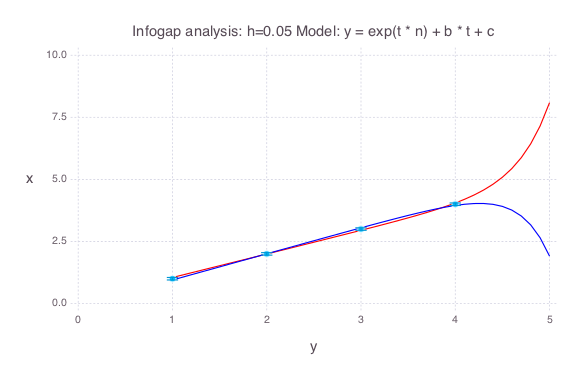 Infogap analysis: h=0.05 Model: y = exp(t * n) + b * t + c
10.0
7.5
x
5.0
2.5
0.0
0 1 2 3 4 5
y